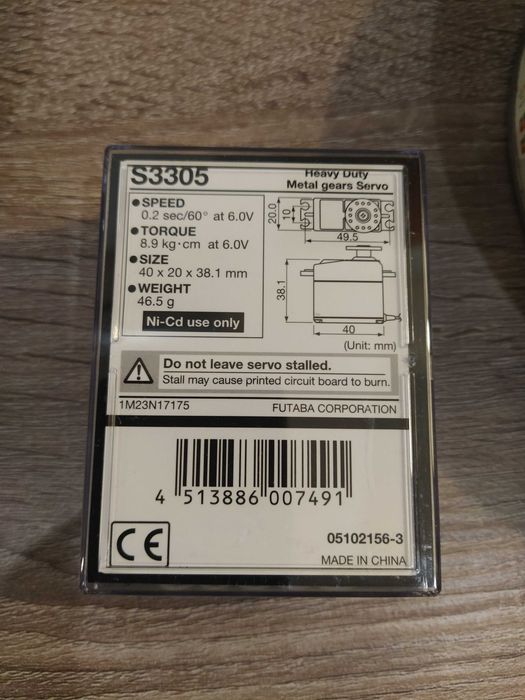 S3305
Heavy Duty
Metal gears Servo
●SPEED
0.2 sec/60° at 6.0V
●TORQUE
8.9 kg·cm at 6.0V
●SIZE
40 x 20 x 38.1 mm
●WEIGHT
46.5 g
Ni-Cd use only
20.0
10
49.5
38.1
40
(Unit: mm)
Do not leave servo stalled.
Stall may cause printed circuit board to burn.
1M23N17175
FUTABA CORPORATION
4 513886 007491
CE
05102156-3
MADE IN CHINA